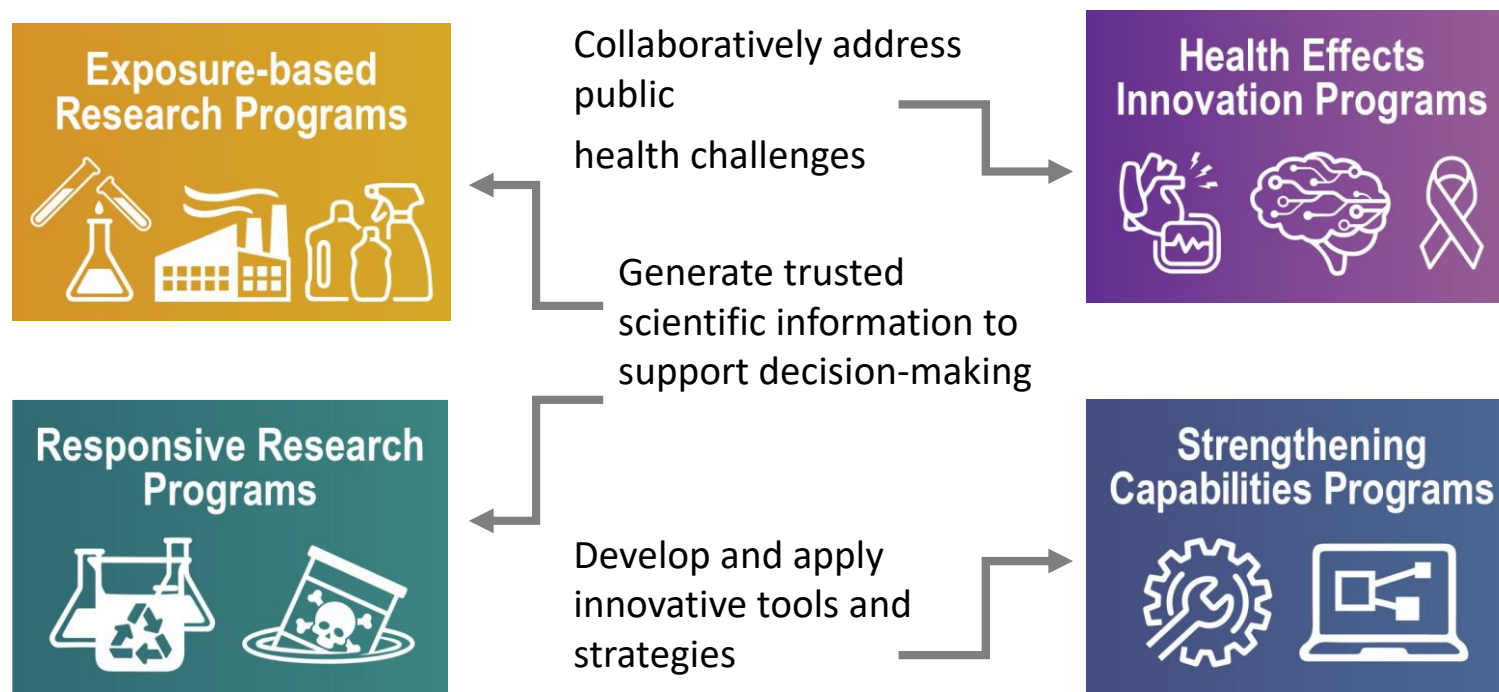 Exposure-based
Research Programs
Collaboratively address
public
health challenges
Health Effects
Innovation Programs
Generate trusted
scientific information to
support decision-making
Responsive Research
Programs
Develop and apply
innovative tools and
strategies
Strengthening
Capabilities Programs